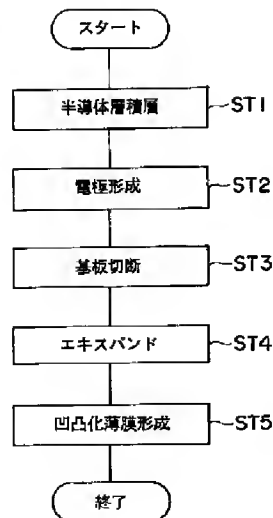 スタート
半導体層積層 ST1
電極形成 ST2
基板切断 ST3
エキスパンド ST4
凹凸化薄膜形成 ST5
終了